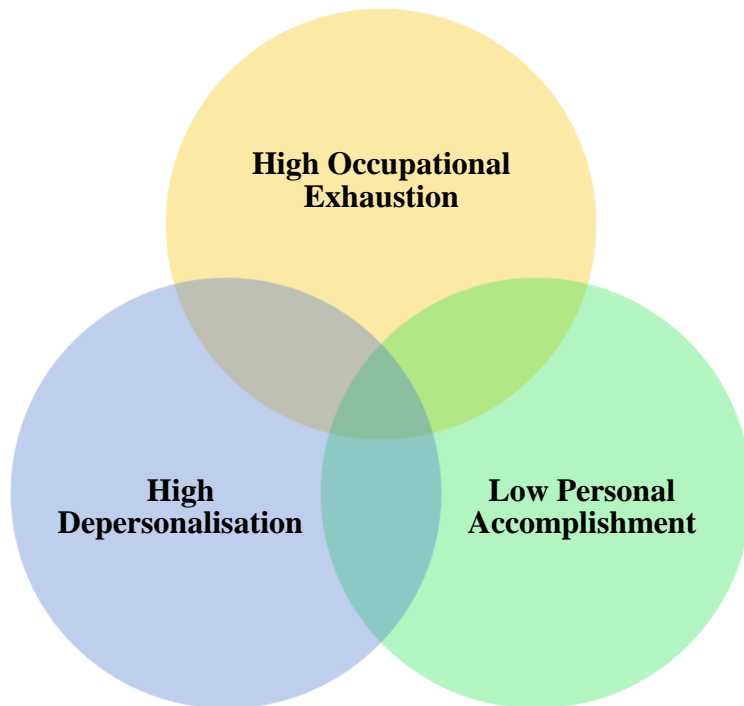 High Occupational
Exhaustion
High
Depersonalisation
Low Personal
Accomplishment